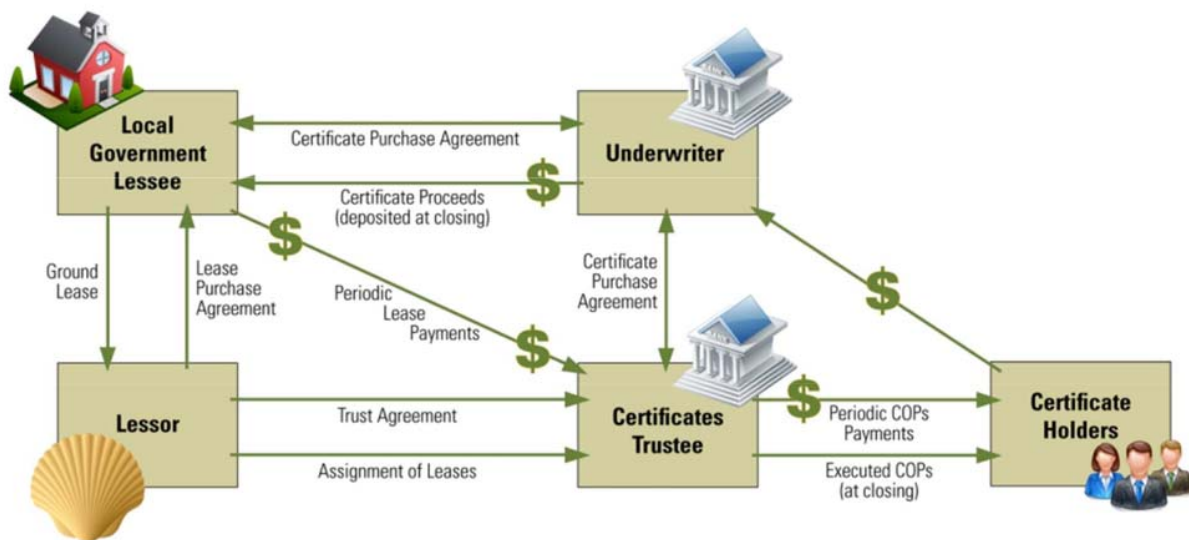 Local
Government
Lessee
Certificate Purchase Agreement
Underwriter
$
Certificate Proceeds
(deposited at closing)
$
Ground
Lease
Lease
Purchase
Agreement
Periodic
Lease
Payments
$
Certificate
Purchase
Agreement
$
Lessor
Trust Agreement
Assignment of Leases
Certificates
Trustee
$
Periodic COPs
Payments
Executed COPs
(at closing)
Certificate
Holders